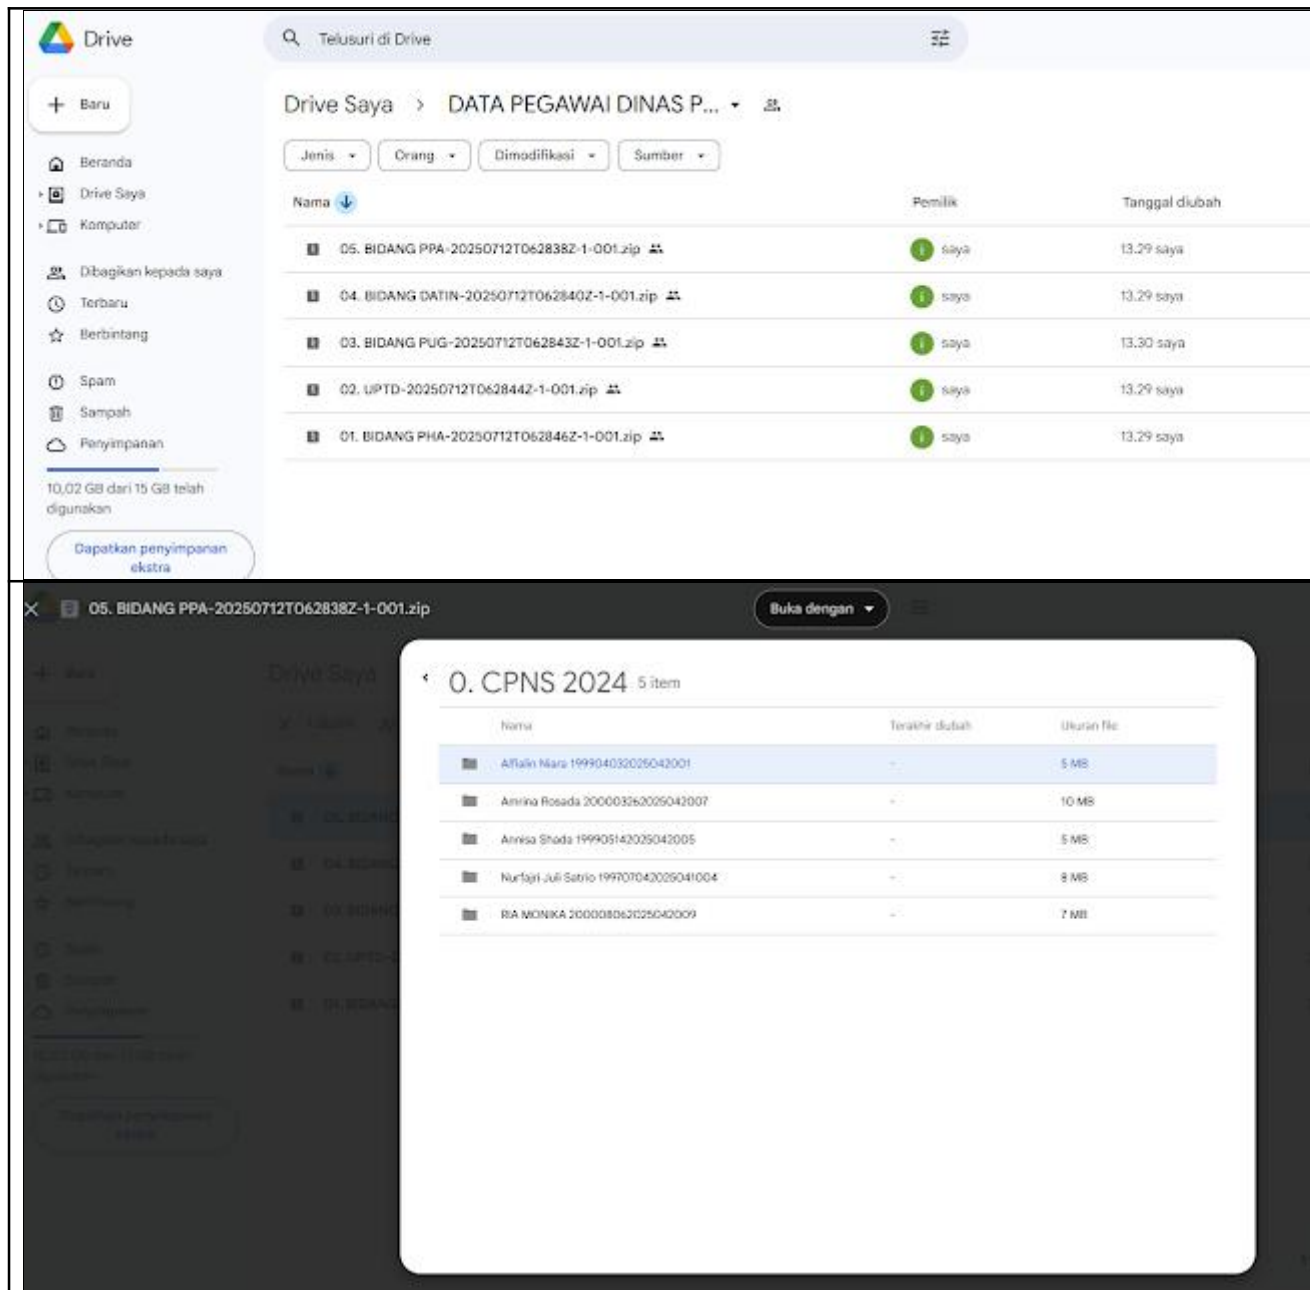 Drive
Telusuri di Drive
Baru
Drive Saya > DATA PEGAWAI DINAS P...
Jenis Orang Dimodifikasi Sumber
Beranda
Drive Saya
Komputer
Dibagikan kepada saya
Terbaru
Berbintang
Spam
Sampah
Penyimpanan
10,02 GB dari 15 GB telah
digunakan
Dapatkan penyimpanan
ekstra
Nama Pemilik Tanggal diubah
05. BIDANG PPA-20250712T062838Z-1-001.zip saya 13.29 saya
04. BIDANG DATIN-20250712T062840Z-1-001.zip saya 13.29 saya
03. BIDANG PUG-20250712T062843Z-1-001.zip saya 13.30 saya
02. UPTD-20250712T062844Z-1-001.zip saya 13.29 saya
01. BIDANG PHA-20250712T062846Z-1-001.zip saya 13.29 saya
05. BIDANG PPA-20250712T062838Z-1-001.zip
Buka dengan
Drive Saya
0. CPNS 2024 5 item
Nama Terakhir diubah Ukuran file
Alfialin Niara 199904032025042001 - 5 MB
Amrina Rosada 200003262025042007 - 10 MB
Annisa Shada 199905142025042005 - 5 MB
Nurfajri Juli Satrio 199707042025041004 - 8 MB
RIA MONIKA 200008062025042009 - 7 MB